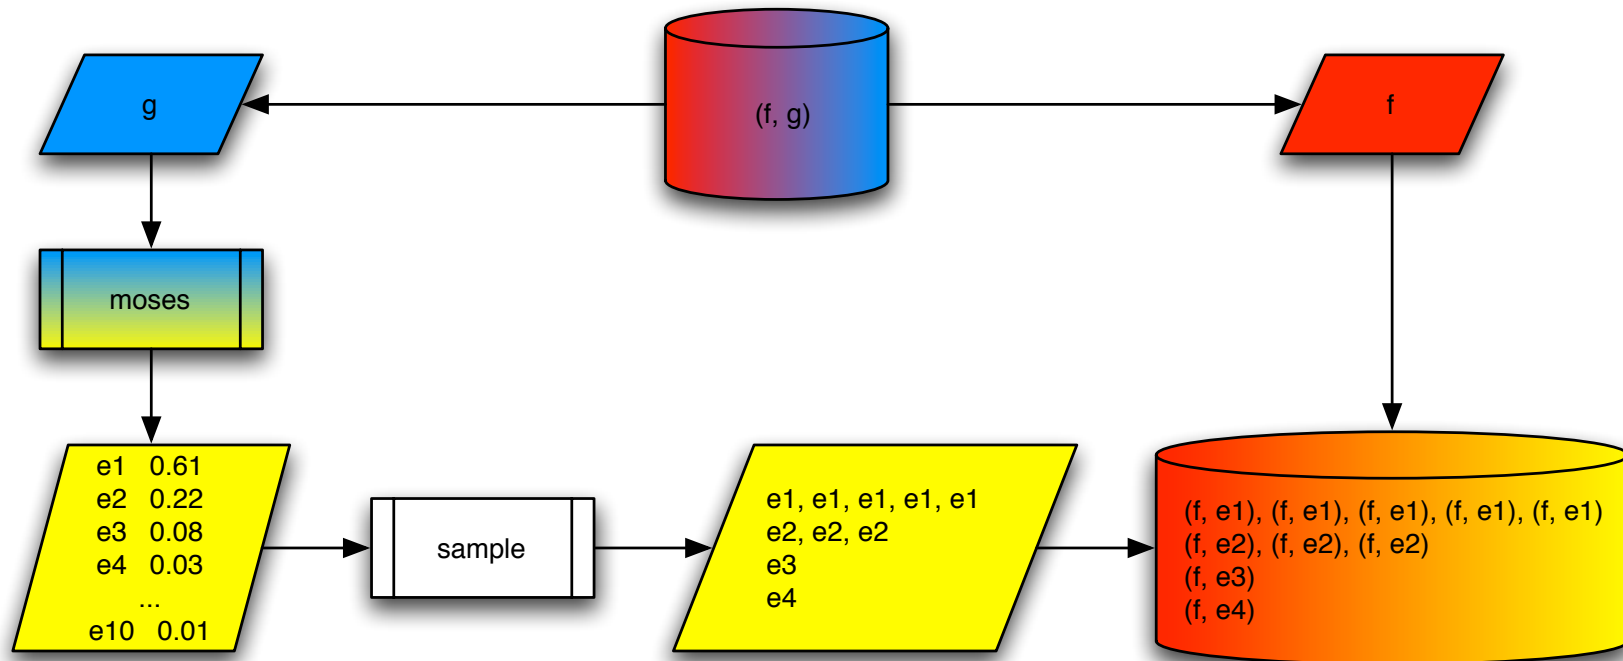 g
(f, g)
f
moses
e1 0.61
e2 0.22
e3 0.08
e4 0.03
...
e10 0.01
sample
e1, e1, e1, e1, e1
e2, e2, e2
e3
e4
(f, e1), (f, e1), (f, e1), (f, e1), (f, e1)
(f, e2), (f, e2), (f, e2)
(f, e3)
(f, e4)